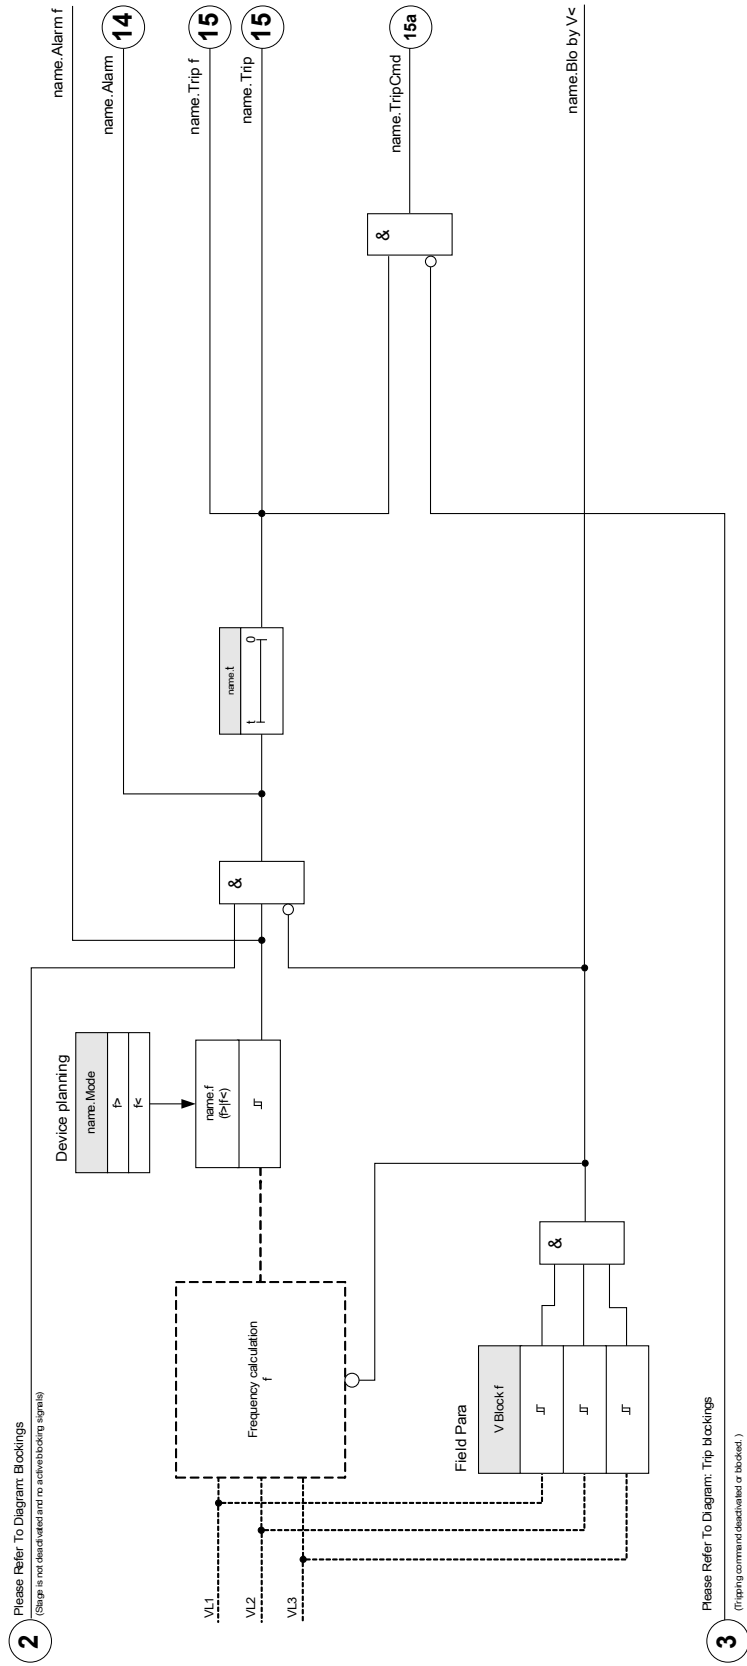 2
Please Refer To Diagram: Blockings
(Stage is not deactivated and no active blocking signals)
name.Alarm f
14
name.Alarm
Device planning
name.Mode
f>
f<
15
name.Trip f
15
name.Trip
name.f
(f>|f<)
&
name.t
t
0
Frequency calculation
f
VL1
VL2
VL3
15a
name.TripCmd
&
Field Para
V Block f
&
name.Blo by V<
3
Please Refer To Diagram: Trip blockings
(Tripping command deactivated or blocked. )